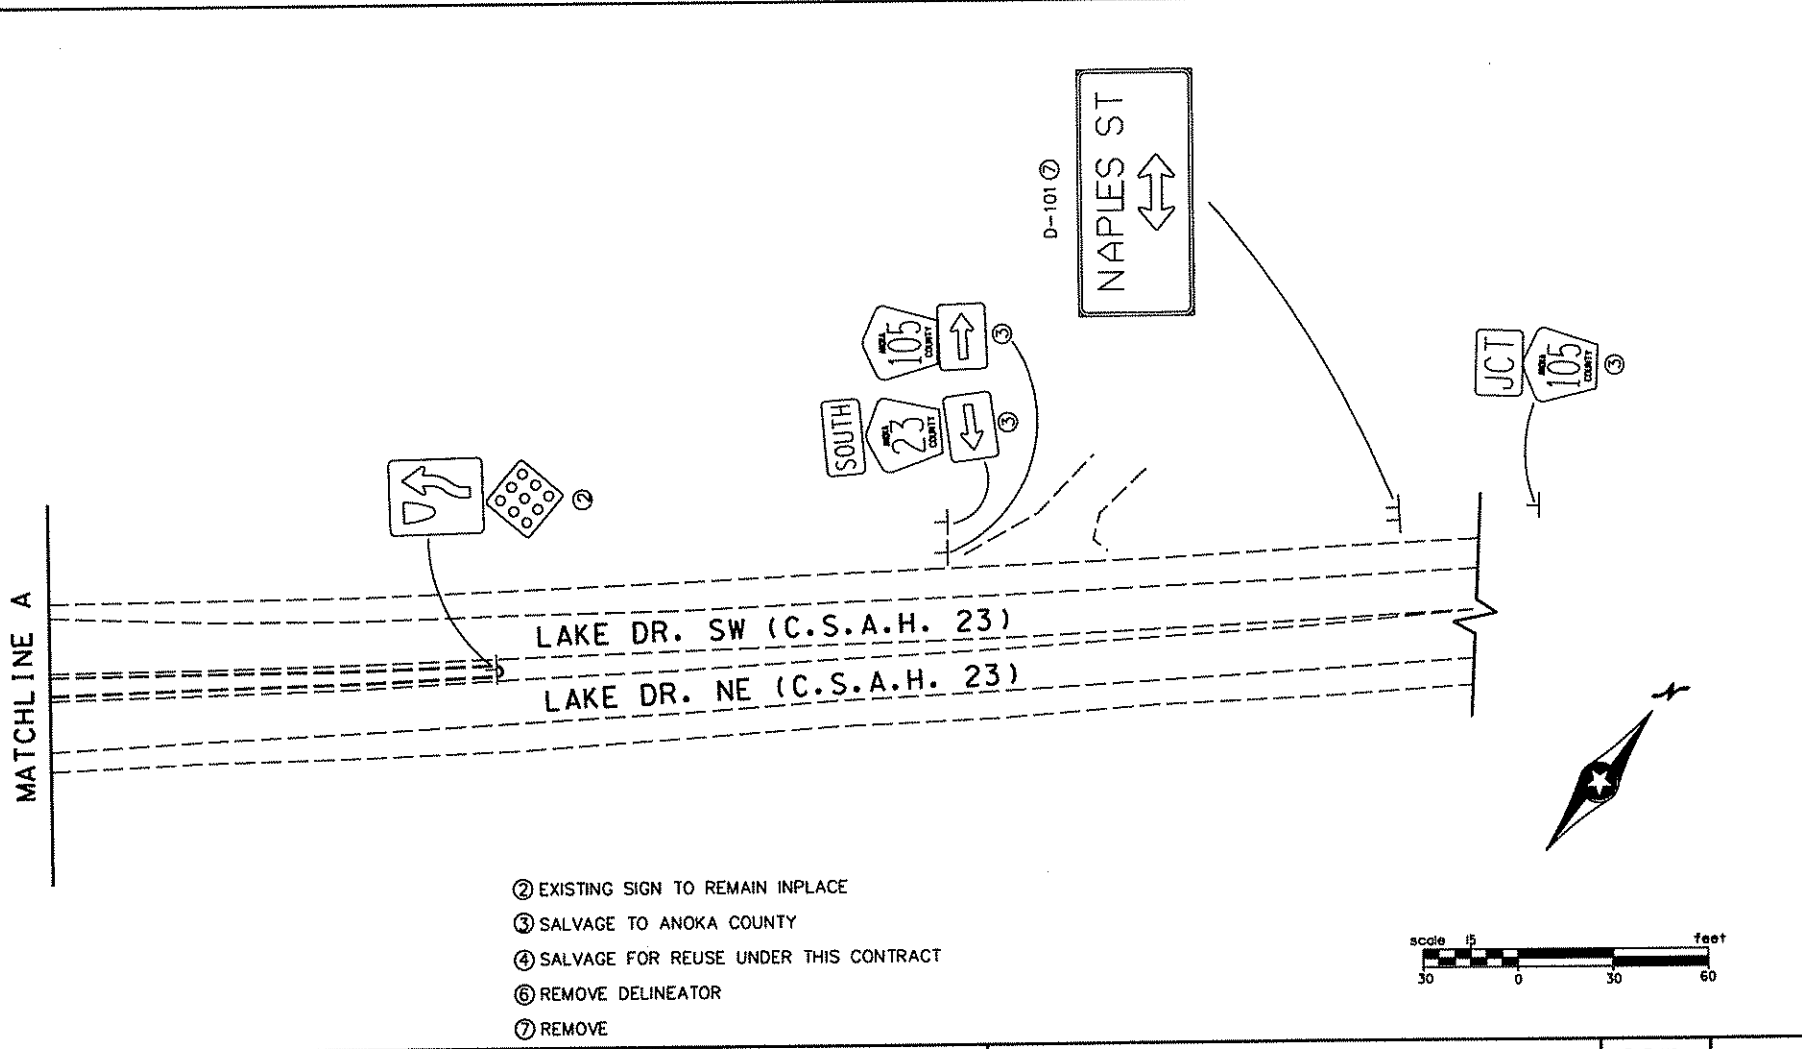 NAPLES ST
D-101 ⑦
ANOKA
105
COUNTY
③
SOUTH
ANOKA
23
COUNTY
③
JCT
ANOKA
105
COUNTY
③
②
MATCHLINE A
LAKE DR. SW (C.S.A.H. 23)
LAKE DR. NE (C.S.A.H. 23)
N
② EXISTING SIGN TO REMAIN INPLACE
③ SALVAGE TO ANOKA COUNTY
④ SALVAGE FOR REUSE UNDER THIS CONTRACT
⑥ REMOVE DELINEATOR
⑦ REMOVE
scale 15 feet
30 0 30 60